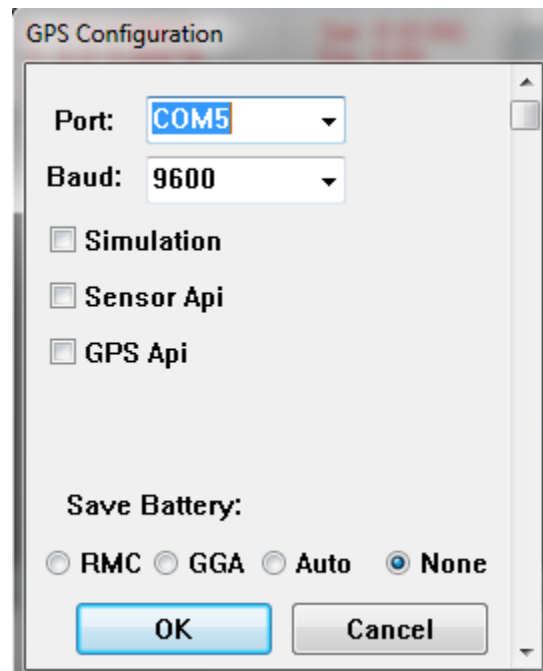 GPS Configuration
Port: COM5
Baud: 9600
Simulation
Sensor Api
GPS Api
Save Battery:
RMC GGA Auto None
OK Cancel